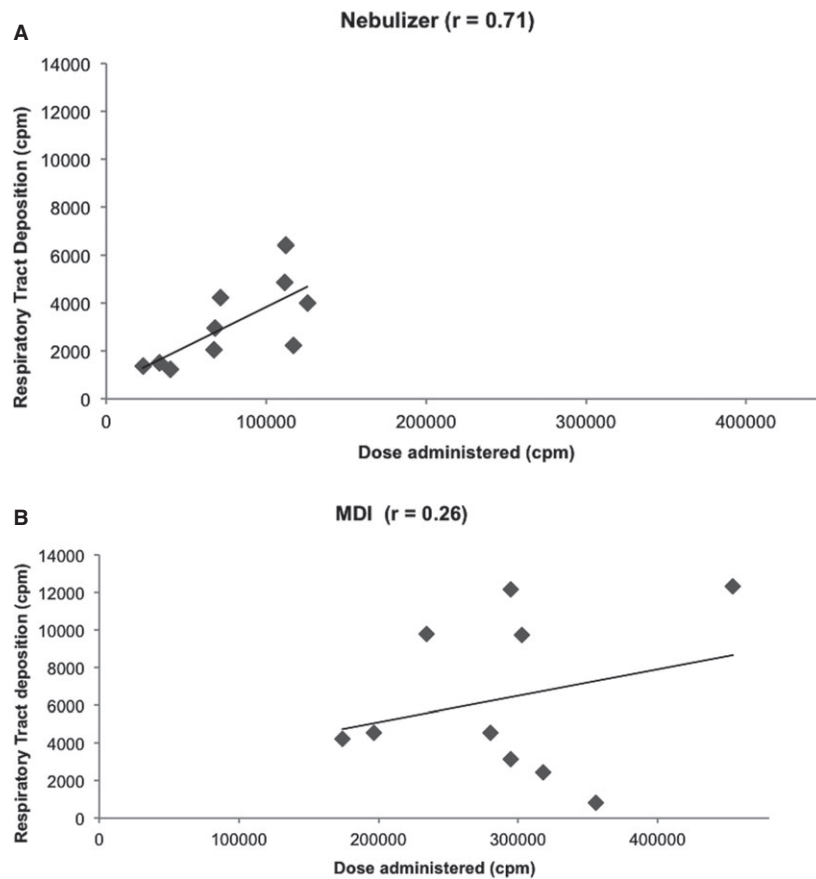 A
Nebulizer (r = 0.71)
Respiratory Tract Deposition (cpm)
14000
12000
10000
8000
6000
4000
2000
0
0 100000 200000 300000 400000
Dose administered (cpm)
B
MDI (r = 0.26)
Respiratory Tract deposition (cpm)
14000
12000
10000
8000
6000
4000
2000
0
0 100000 200000 300000 400000
Dose administered (cpm)